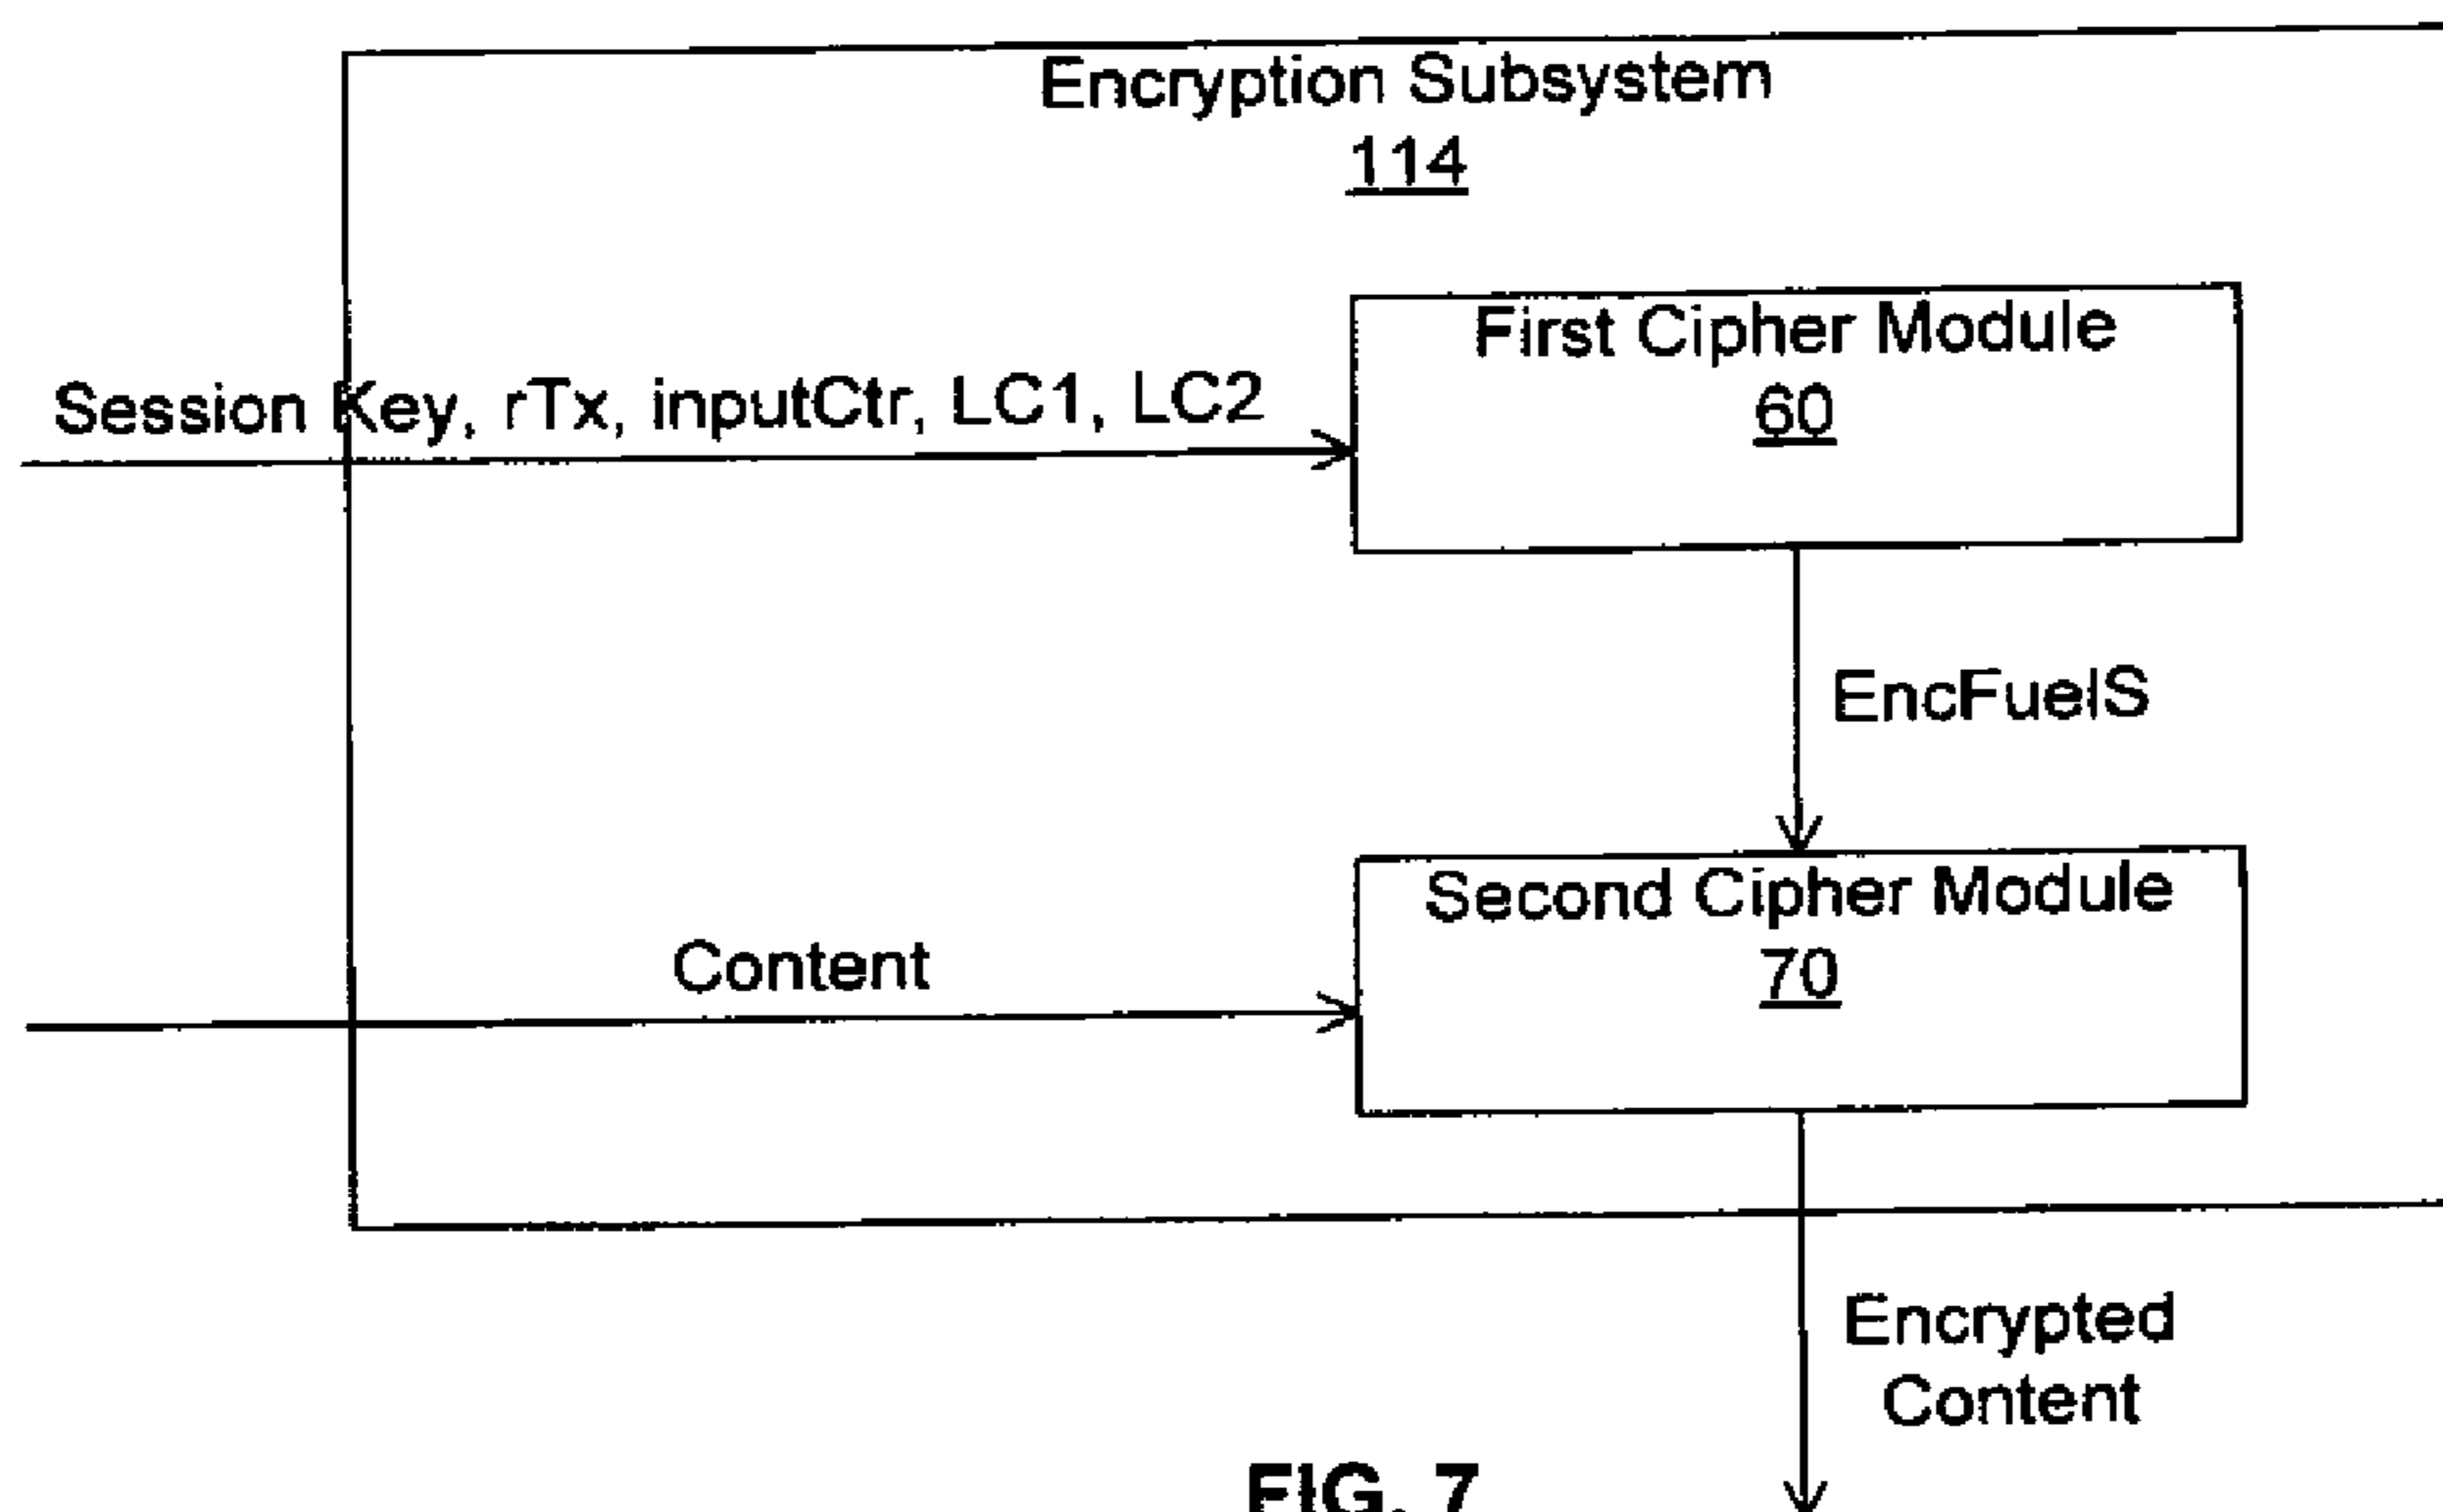 Encryption Subsystem
114
First Cipher Module
60
Session Key, rTx, inputCtr, LC1, LC2
EncFuelS
Second Cipher Module
70
Content
Encrypted
Content
FIG. 7